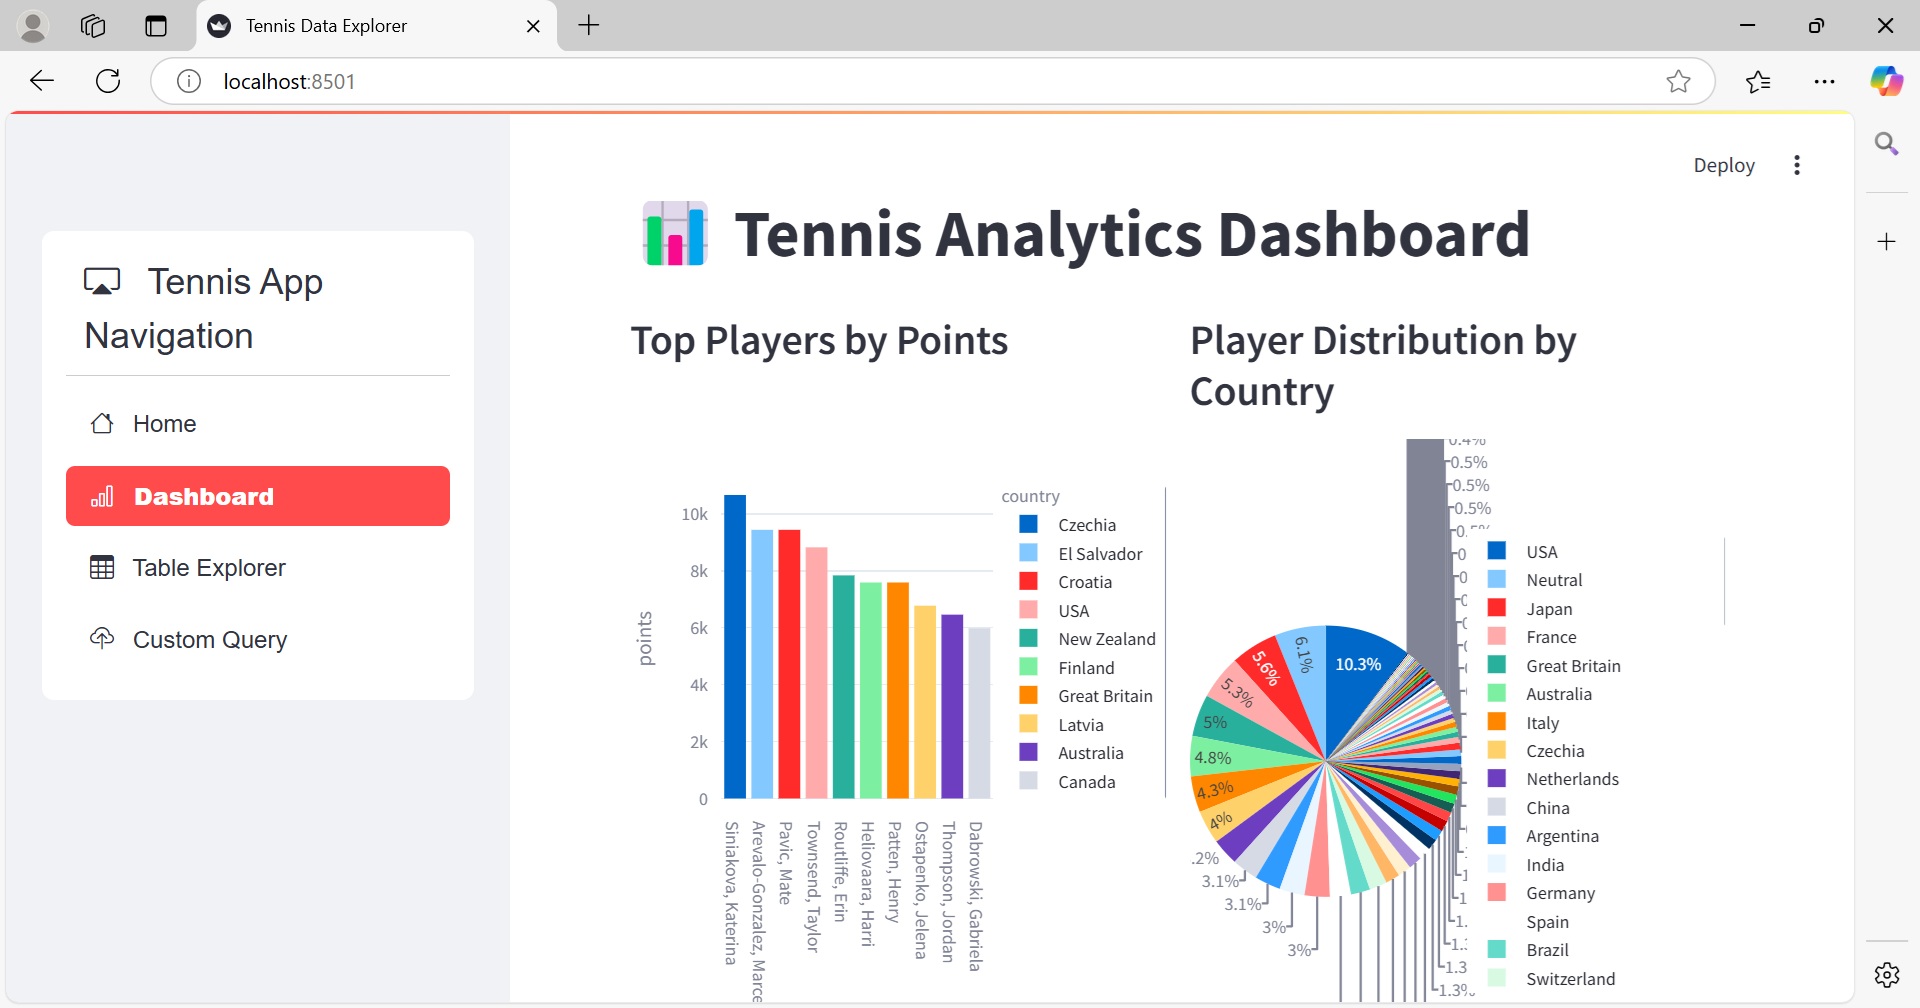 Tennis Data Explorer
localhost:8501
Deploy
Tennis App
Navigation
Home
Dashboard
Table Explorer
Custom Query
Tennis Analytics Dashboard
Top Players by Points
points
10k
8k
6k
4k
2k
0
Siniakova, Katerina
Arevalo-Gonzalez, Marce
Pavic, Mate
Townsend, Taylor
Routliffe, Erin
Heliovaara, Harri
Patten, Henry
Ostapenko, Jelena
Thompson, Jordan
Dabrowski, Gabriela
country
Czechia
El Salvador
Croatia
USA
New Zealand
Finland
Great Britain
Latvia
Australia
Canada
Player Distribution by
Country
10.3%
6.1%
5.6%
5.3%
5%
4.8%
4.3%
4%
.2%
3.1%
3.1%
3%
3%
0.4%
0.5%
0.5%
0.5%
1.3
1.3%
USA
Neutral
Japan
France
Great Britain
Australia
Italy
Czechia
Netherlands
China
Argentina
India
Germany
Spain
Brazil
Switzerland